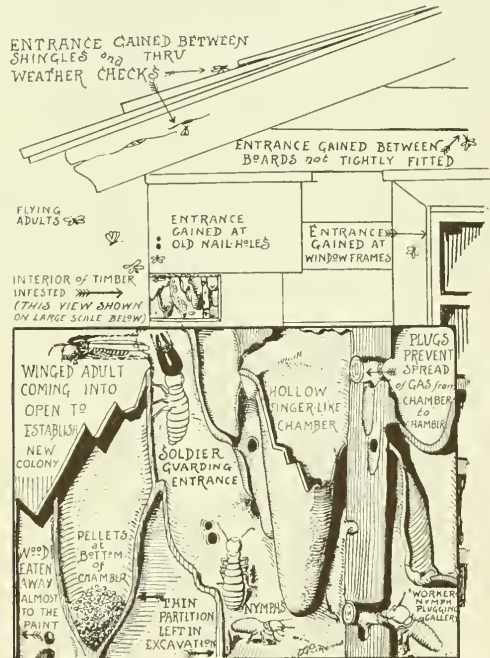 ENTRANCE GAINED BETWEEN
SHINGLES and THRU
WEATHER CHECKS
ENTRANCE GAINED BETWEEN
BOARDS not TIGHTLY FITTED
FLYING
ADULTS
ENTRANCE
GAINED AT
OLD NAIL-HOLES
ENTRANCE
GAINED AT
WINDOW FRAMES
INTERIOR of TIMBER
INFESTED
(THIS VIEW SHOWN
ON LARGE SCALE BELOW)
WINGED ADULT
COMING INTO
OPEN TO
ESTABLISH
NEW
COLONY
SOLDIER
GUARDING
ENTRANCE
HOLLOW
FINGER-LIKE
CHAMBER
PLUGS
PREVENT
SPREAD
of GAS from
CHAMBER
to
CHAMBER
WOOD
EATEN
AWAY
ALMOST
TO THE
PAINT
PELLETS
at
BOTTOM
of
CHAMBER
THIN
PARTITION
LEFT IN
EXCAVATION
NYMPHS
WORKER
NYMPH
PLUGGING
GALLERY